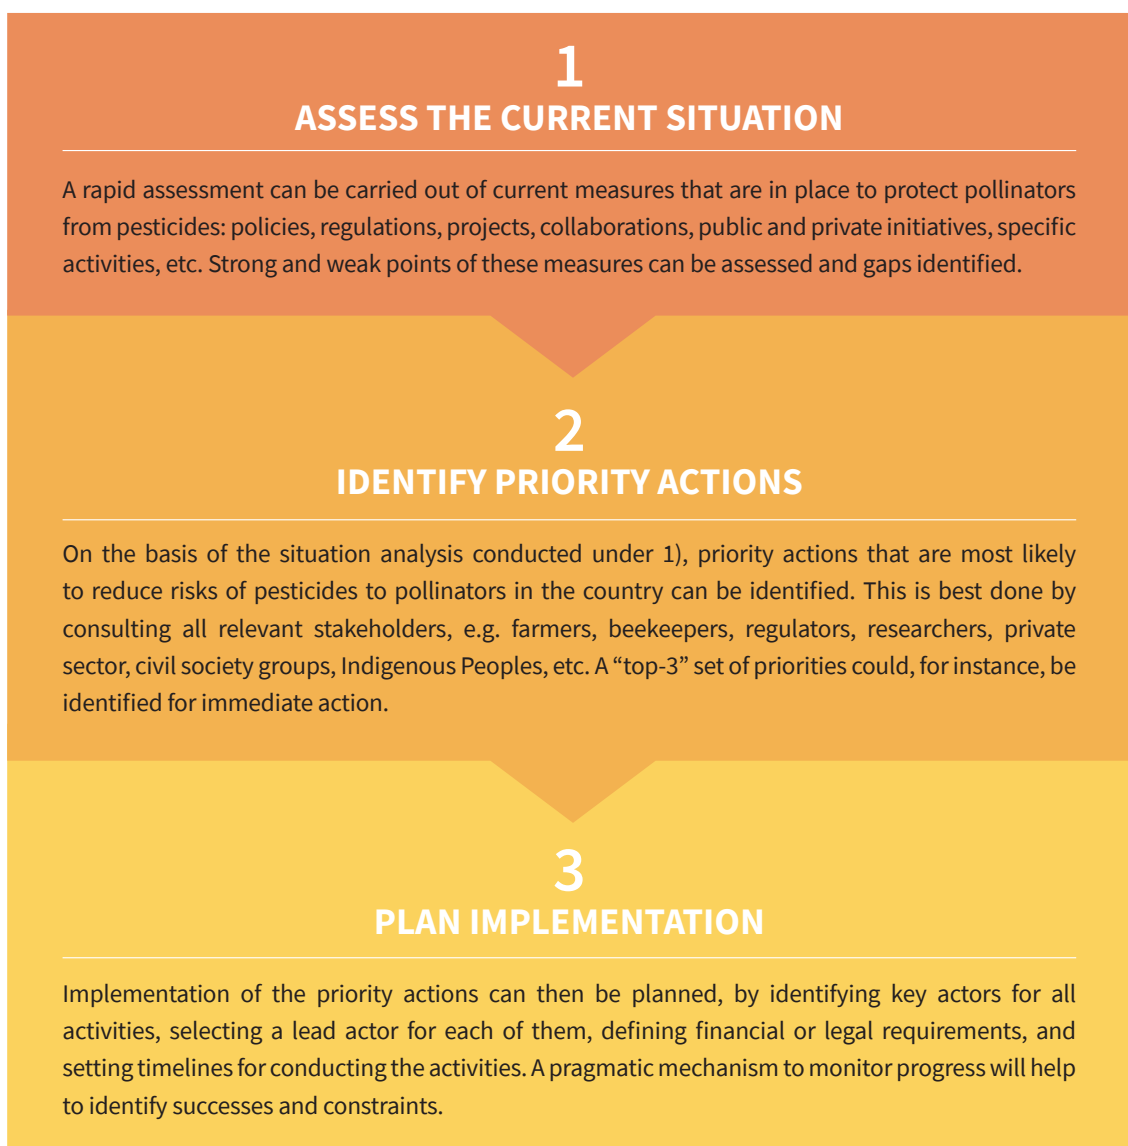 1
ASSESS THE CURRENT SITUATION
A rapid assessment can be carried out of current measures that are in place to protect pollinators
from pesticides: policies, regulations, projects, collaborations, public and private initiatives, specific
activities, etc. Strong and weak points of these measures can be assessed and gaps identified.
2
IDENTIFY PRIORITY ACTIONS
On the basis of the situation analysis conducted under 1), priority actions that are most likely
to reduce risks of pesticides to pollinators in the country can be identified. This is best done by
consulting all relevant stakeholders, e.g. farmers, beekeepers, regulators, researchers, private
sector, civil society groups, Indigenous Peoples, etc. A “top-3” set of priorities could, for instance, be
identified for immediate action.
3
PLAN IMPLEMENTATION
Implementation of the priority actions can then be planned, by identifying key actors for all
activities, selecting a lead actor for each of them, defining financial or legal requirements, and
setting timelines for conducting the activities. A pragmatic mechanism to monitor progress will help
to identify successes and constraints.